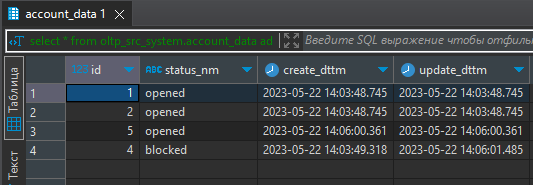 account_data 1
select * from oltp_src_system.account_data ad
Введите SQL выражение чтобы отфиль
Таблица
Текст
id ABC status_nm create_dttm update_dttm
1 1 opened 2023-05-22 14:03:48.745 2023-05-22 14:03:48.745
2 2 opened 2023-05-22 14:03:48.745 2023-05-22 14:03:48.745
3 5 opened 2023-05-22 14:06:00.361 2023-05-22 14:06:00.361
4 4 blocked 2023-05-22 14:03:49.318 2023-05-22 14:06:01.485